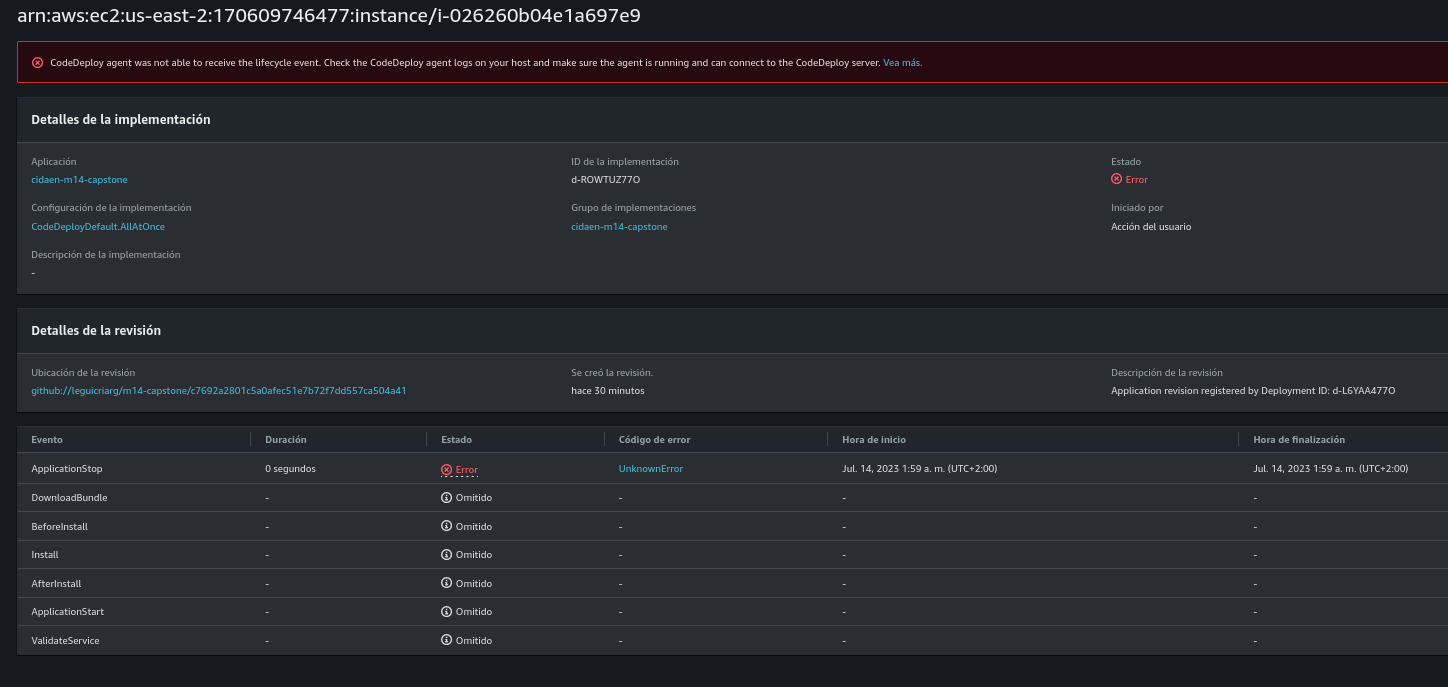 arn:aws:ec2:us-east-2:170609746477:instance/i-026260b04e1a697e9
CodeDeploy agent was not able to receive the lifecycle event. Check the CodeDeploy agent logs on your host and make sure the agent is running and can connect to the CodeDeploy server. Vea más.
Detalles de la implementación
Aplicación ID de la implementación Estado
cidaen-m14-capstone d-ROWTUZ77O Error
Configuración de la implementación Grupo de implementaciones Iniciado por
CodeDeployDefault.AllAtOnce cidaen-m14-capstone Acción del usuario
Descripción de la implementación
-
Detalles de la revisión
Ubicación de la revisión Se creó la revisión. Descripción de la revisión
github://leguicriarg/m14-capstone/c7692a2801c5a0afec51e7b72f7dd557ca504a41 hace 30 minutos Application revision registered by Deployment ID: d-L6YAA477O
Evento Duración Estado Código de error Hora de inicio Hora de finalización
ApplicationStop 0 segundos Error UnknownError Jul. 14, 2023 1:59 a. m. (UTC+2:00) Jul. 14, 2023 1:59 a. m. (UTC+2:00)
DownloadBundle - Omitido - - -
BeforeInstall - Omitido - - -
Install - Omitido - - -
AfterInstall - Omitido - - -
ApplicationStart - Omitido - - -
ValidateService - Omitido - - -